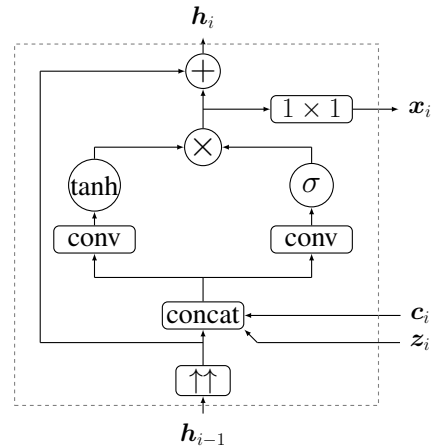 h_i
+
1 × 1
x_i
×
tanh
σ
conv
conv
concat
c_i
z_i
⇈
h_{i−1}